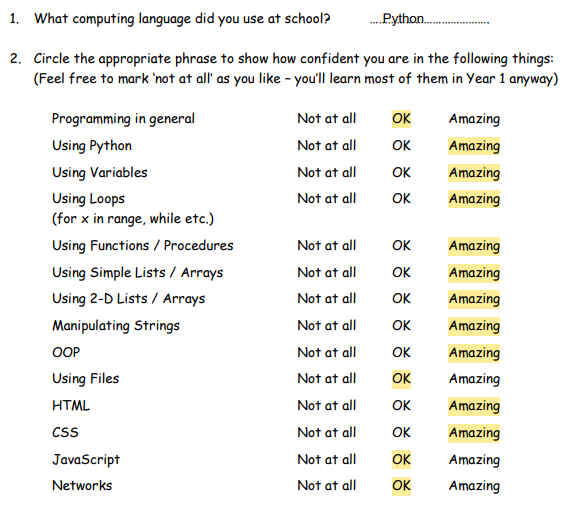 1. What computing language did you use at school? ....Python......................
2. Circle the appropriate phrase to show how confident you are in the following things:
(Feel free to mark 'not at all' as you like – you'll learn most of them in Year 1 anyway)
Programming in general Not at all OK Amazing
Using Python Not at all OK Amazing
Using Variables Not at all OK Amazing
Using Loops Not at all OK Amazing
(for x in range, while etc.)
Using Functions / Procedures Not at all OK Amazing
Using Simple Lists / Arrays Not at all OK Amazing
Using 2-D Lists / Arrays Not at all OK Amazing
Manipulating Strings Not at all OK Amazing
OOP Not at all OK Amazing
Using Files Not at all OK Amazing
HTML Not at all OK Amazing
CSS Not at all OK Amazing
JavaScript Not at all OK Amazing
Networks Not at all OK Amazing